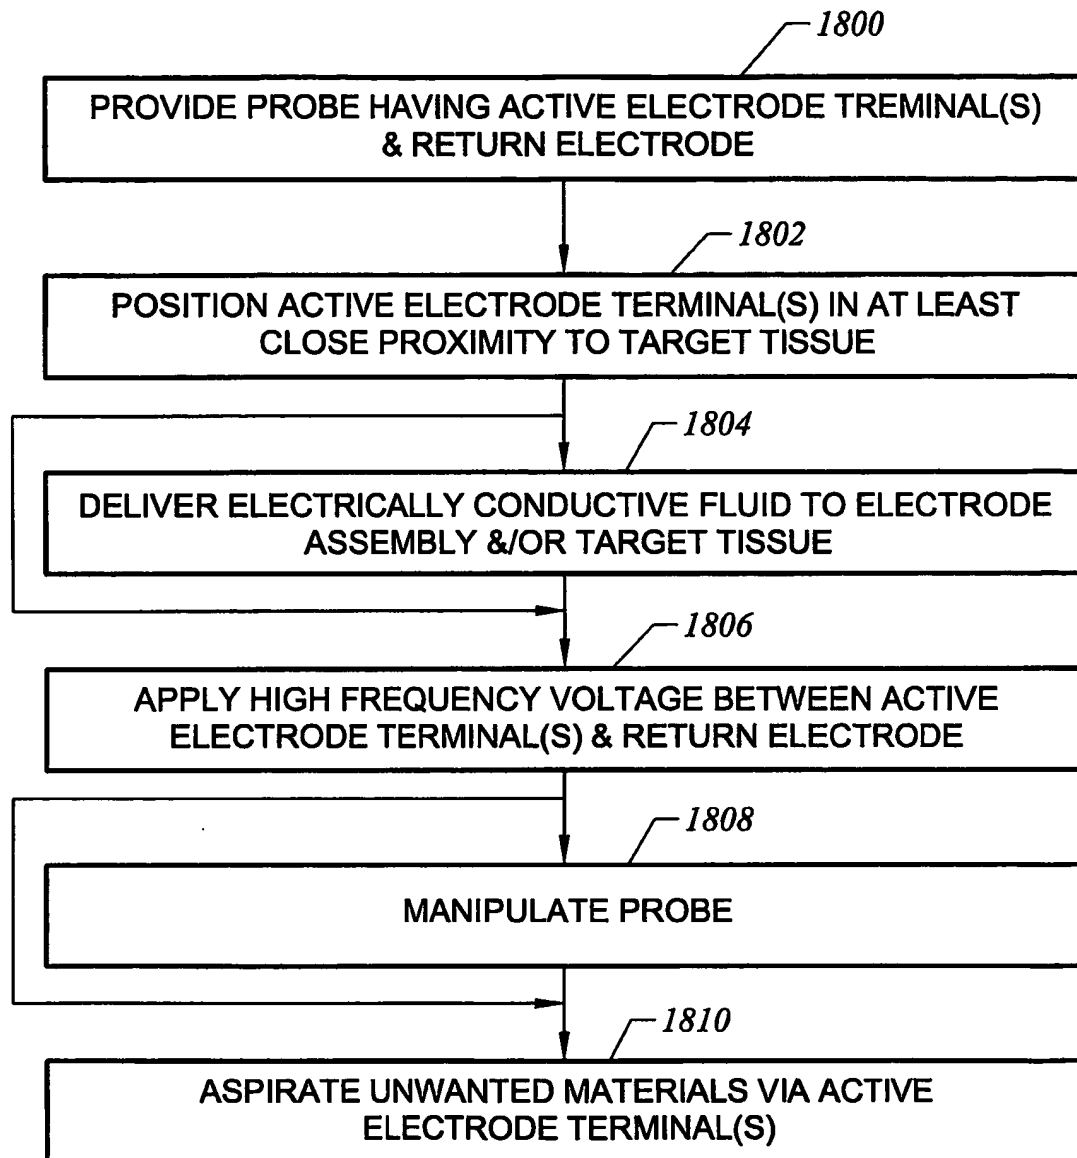 1800
PROVIDE PROBE HAVING ACTIVE ELECTRODE TREMINAL(S)
& RETURN ELECTRODE
1802
POSITION ACTIVE ELECTRODE TERMINAL(S) IN AT LEAST
CLOSE PROXIMITY TO TARGET TISSUE
1804
DELIVER ELECTRICALLY CONDUCTIVE FLUID TO ELECTRODE
ASSEMBLY &/OR TARGET TISSUE
1806
APPLY HIGH FREQUENCY VOLTAGE BETWEEN ACTIVE
ELECTRODE TERMINAL(S) & RETURN ELECTRODE
1808
MANIPULATE PROBE
1810
ASPIRATE UNWANTED MATERIALS VIA ACTIVE
ELECTRODE TERMINAL(S)